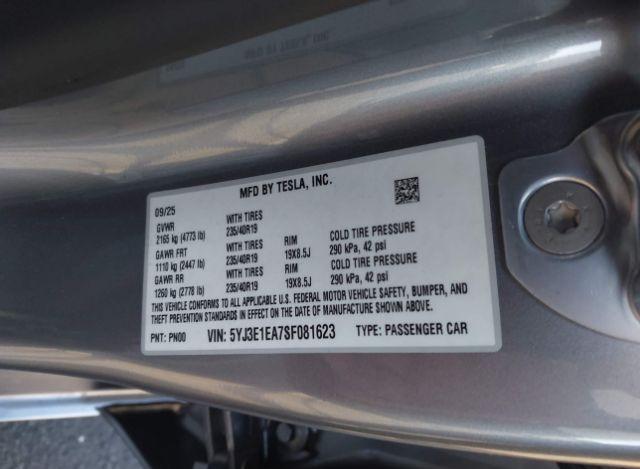 MFD BY TESLA, INC.
09/25
GVWR WITH TIRES
2165 kg (4773 lb) 235/40R19 RIM COLD TIRE PRESSURE
GAWR FRT WITH TIRES 19X8.5J 290 kPa, 42 psi
1110 kg (2447 lb) 235/40R19 RIM COLD TIRE PRESSURE
GAWR RR WITH TIRES 19X8.5J 290 kPa, 42 psi
1260 kg (2778 lb) 235/40R19
THIS VEHICLE CONFORMS TO ALL APPLICABLE U.S. FEDERAL MOTOR VEHICLE SAFETY, BUMPER, AND
THEFT PREVENTION STANDARDS IN EFFECT ON THE DATE OF MANUFACTURE SHOWN ABOVE.
PNT: PN00 VIN: 5YJ3E1EA7SF081623 TYPE: PASSENGER CAR